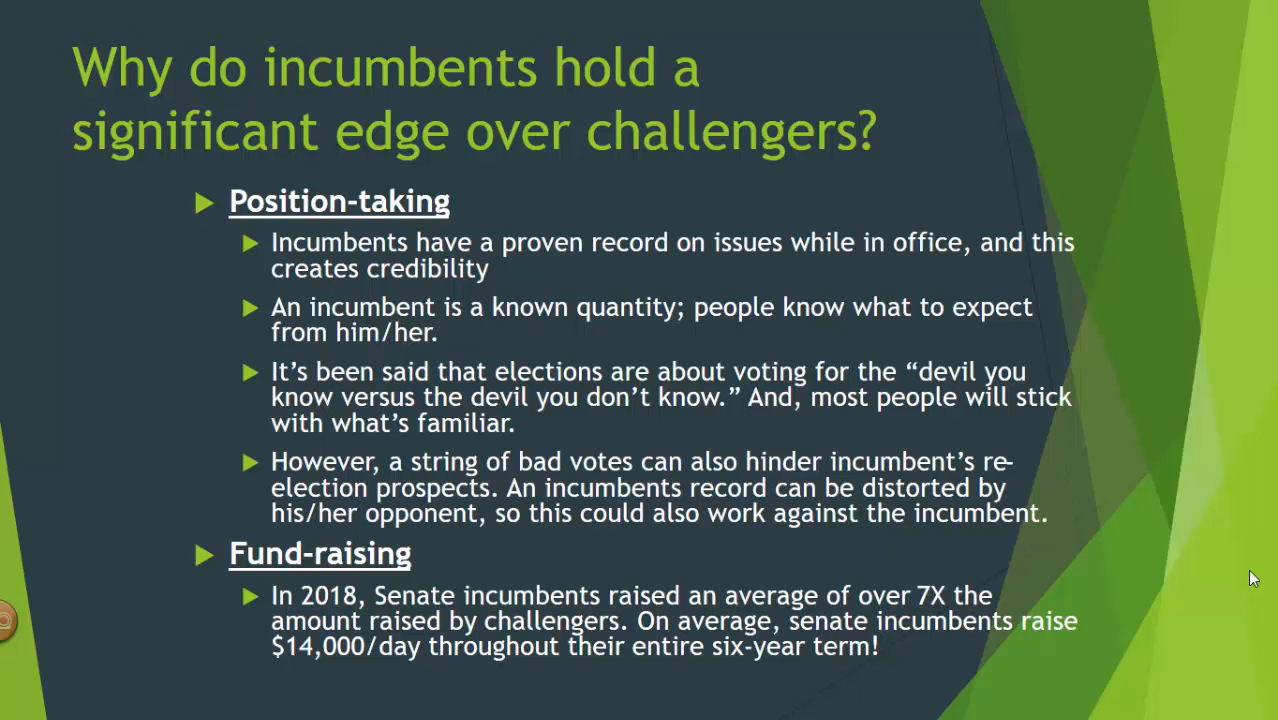 Why do incumbents hold a
significant edge over challengers?
Position-taking
Incumbents have a proven record on issues while in office, and this
creates credibility
An incumbent is a known quantity; people know what to expect
from him/her.
It’s been said that elections are about voting for the “devil you
know versus the devil you don’t know.” And, most people will stick
with what’s familiar.
However, a string of bad votes can also hinder incumbent’s re-
election prospects. An incumbents record can be distorted by
his/her opponent, so this could also work against the incumbent.
Fund-raising
In 2018, Senate incumbents raised an average of over 7X the
amount raised by challengers. On average, senate incumbents raise
$14,000/day throughout their entire six-year term!